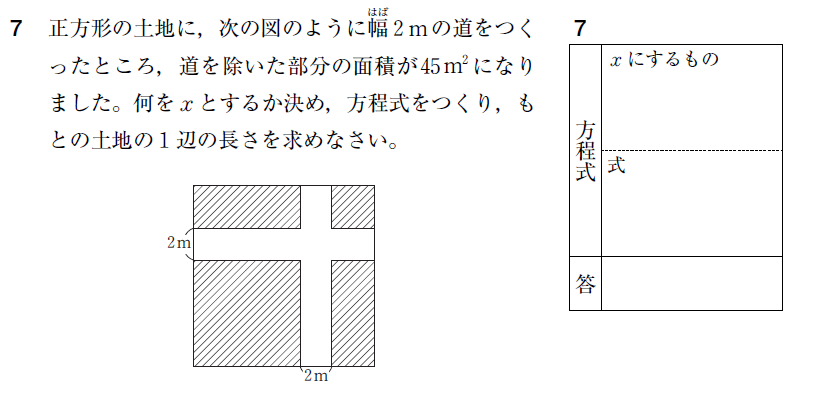 7 正方形の土地に，次の図のように幅2mの道をつく
はば
ったところ，道を除いた部分の面積が45m²になり
ました。何をxとするか決め，方程式をつくり，も
との土地の1辺の長さを求めなさい。
2m
2m
7
xにするもの
方程式
式
答